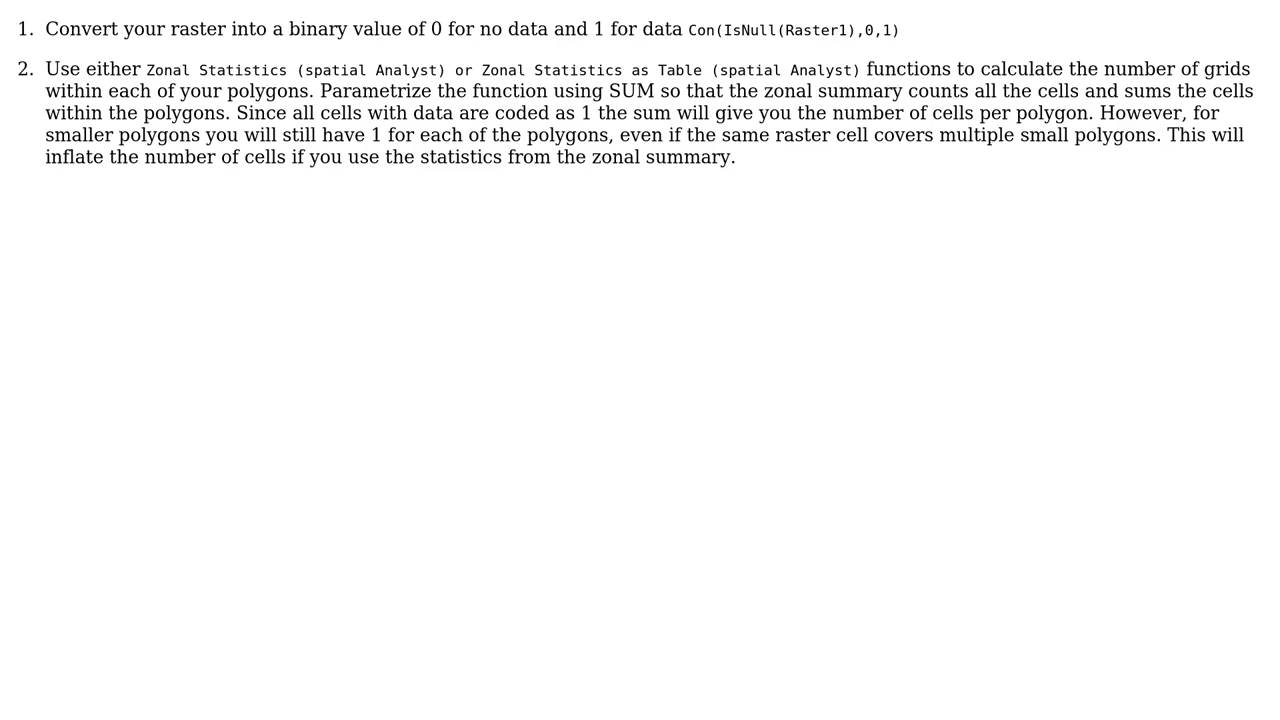 1. Convert your raster into a binary value of 0 for no data and 1 for data Con(IsNull(Raster1),0,1)
2. Use either Zonal Statistics (spatial Analyst) or Zonal Statistics as Table (spatial Analyst) functions to calculate the number of grids
within each of your polygons. Parametrize the function using SUM so that the zonal summary counts all the cells and sums the cells
within the polygons. Since all cells with data are coded as 1 the sum will give you the number of cells per polygon. However, for
smaller polygons you will still have 1 for each of the polygons, even if the same raster cell covers multiple small polygons. This will
inflate the number of cells if you use the statistics from the zonal summary.